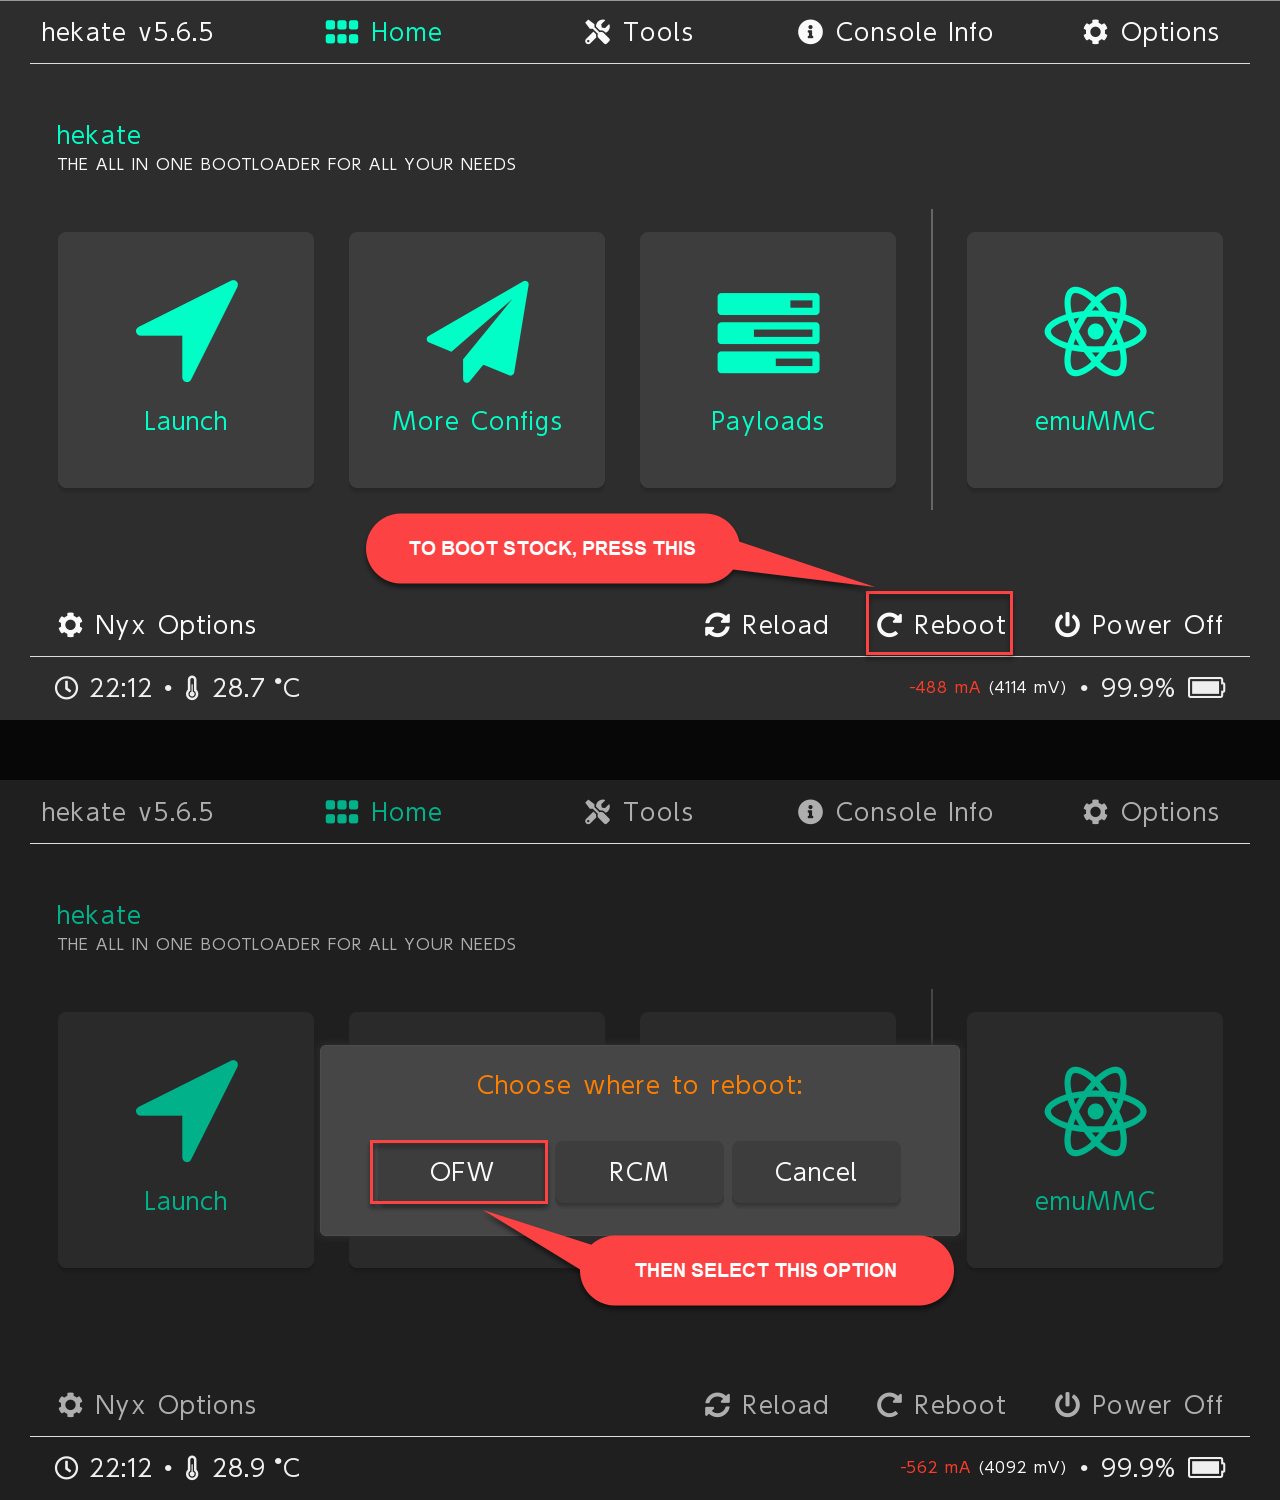 hekate v5.6.5 Home Tools Console Info Options
hekate
THE ALL IN ONE BOOTLOADER FOR ALL YOUR NEEDS
Launch More Configs Payloads emuMMC
TO BOOT STOCK, PRESS THIS
Nyx Options Reload Reboot Power Off
22:12 • 28.7 °C -488 mA (4114 mV) • 99.9%
hekate v5.6.5 Home Tools Console Info Options
hekate
THE ALL IN ONE BOOTLOADER FOR ALL YOUR NEEDS
Choose where to reboot:
OFW RCM Cancel
Launch emuMMC
THEN SELECT THIS OPTION
Nyx Options Reload Reboot Power Off
22:12 • 28.9 °C -562 mA (4092 mV) • 99.9%